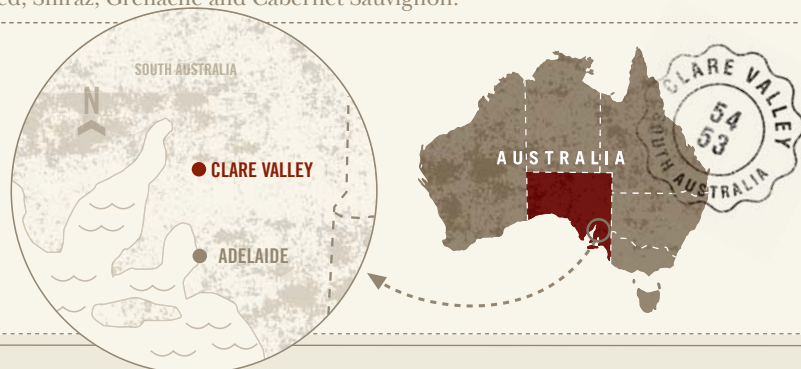 ed, Shiraz, Grenache and Cabernet Sauvignon.
SOUTH AUSTRALIA
N
CLARE VALLEY
ADELAIDE
AUSTRALIA
CLARE VALLEY
54
53
SOUTH AUSTRALIA